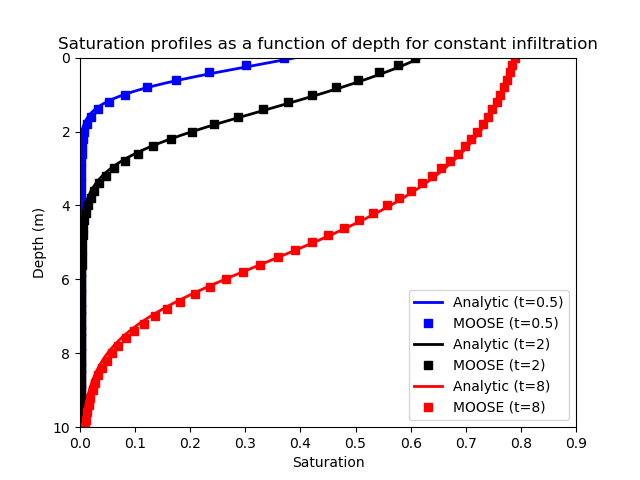 Saturation profiles as a function of depth for constant infiltration
0
2
4
6
8
10
Depth (m)
0.0 0.1 0.2 0.3 0.4 0.5 0.6 0.7 0.8 0.9
Saturation
Analytic (t=0.5)
MOOSE (t=0.5)
Analytic (t=2)
MOOSE (t=2)
Analytic (t=8)
MOOSE (t=8)